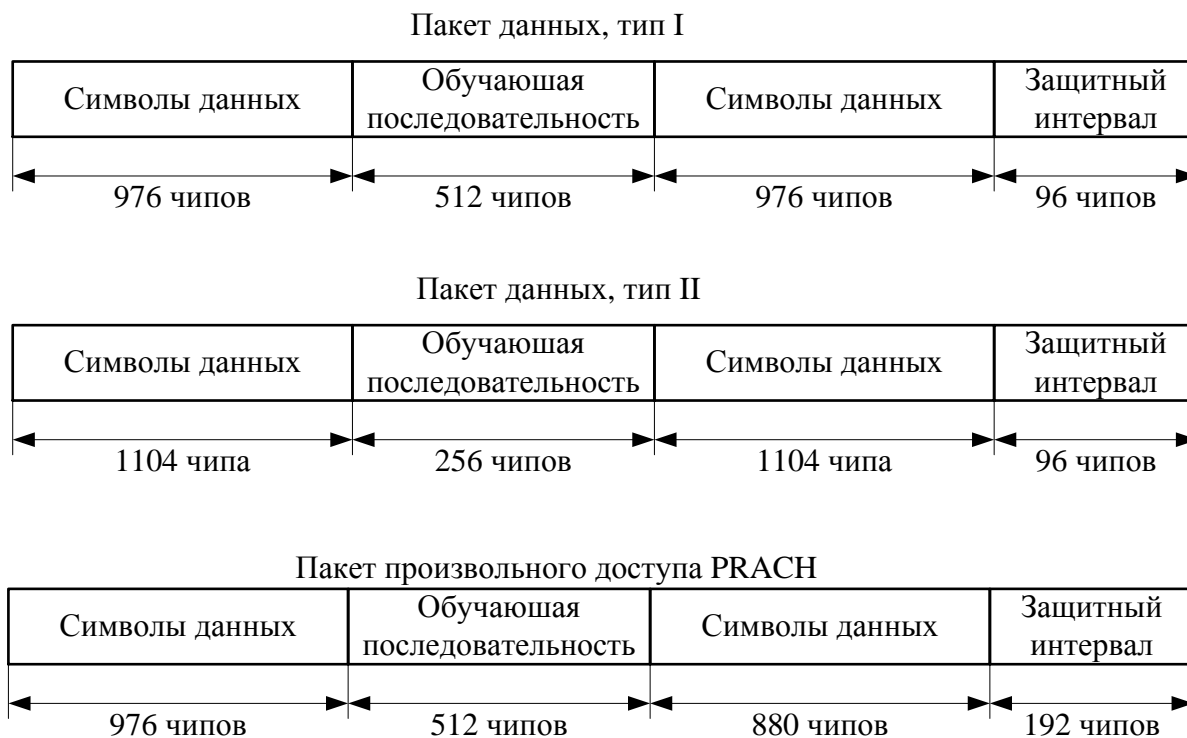 Пакет данных, тип I
Символы данных
Обучаюшая
последовательность
Символы данных
Защитный
интервал
976 чипов
512 чипов
976 чипов
96 чипов
Пакет данных, тип II
Символы данных
Обучаюшая
последовательность
Символы данных
Защитный
интервал
1104 чипа
256 чипов
1104 чипа
96 чипов
Пакет произвольного доступа PRACH
Символы данных
Обучаюшая
последовательность
Символы данных
Защитный
интервал
976 чипов
512 чипов
880 чипов
192 чипов